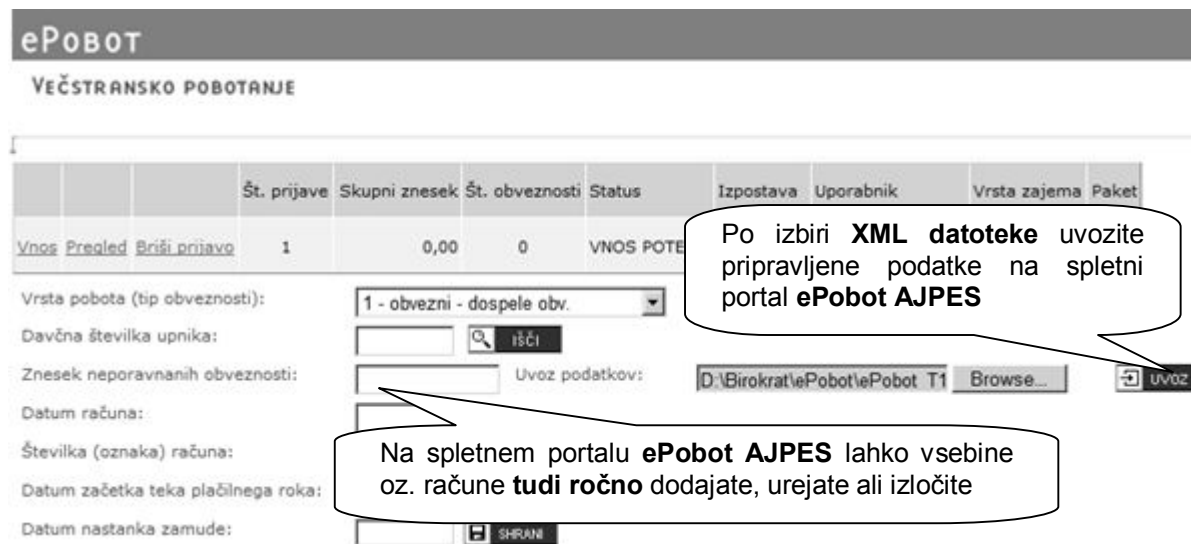 ePOBOT
VEČSTRANSKO POBOTANJE
Št. prijave Skupni znesek Št. obveznosti Status Izpostava Uporabnik Vrsta zajema Paket
Vnos Pregled Briši prijavo 1 0,00 0 VNOS POTE
Po izbiri XML datoteke uvozite
pripravljene podatke na spletni
portal ePobot AJPES
Vrsta pobota (tip obveznosti): 1 - obvezni - dospele obv.
Davčna številka upnika: IŠČI
Znesek neporavnanih obveznosti: Uvoz podatkov: D:\Birokrat\ePobot\ePobot_T1 Browse... UVOZ
Datum računa:
Številka (oznaka) računa:
Na spletnem portalu ePobot AJPES lahko vsebine
oz. račune tudi ročno dodajate, urejate ali izločite
Datum začetka teka plačilnega roka:
Datum nastanka zamude: SHRANI